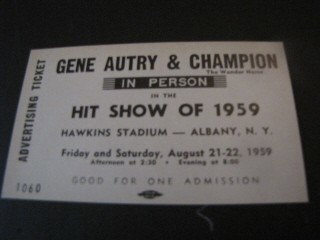 ADVERTISING TICKET
GENE AUTRY & CHAMPION
The Wonder Horse
IN PERSON
IN THE
HIT SHOW OF 1959
HAWKINS STADIUM — ALBANY, N. Y.
Friday and Saturday, August 21-22, 1959
Afternoon at 2:30 • Evening at 8:00
GOOD FOR ONE ADMISSION
1060